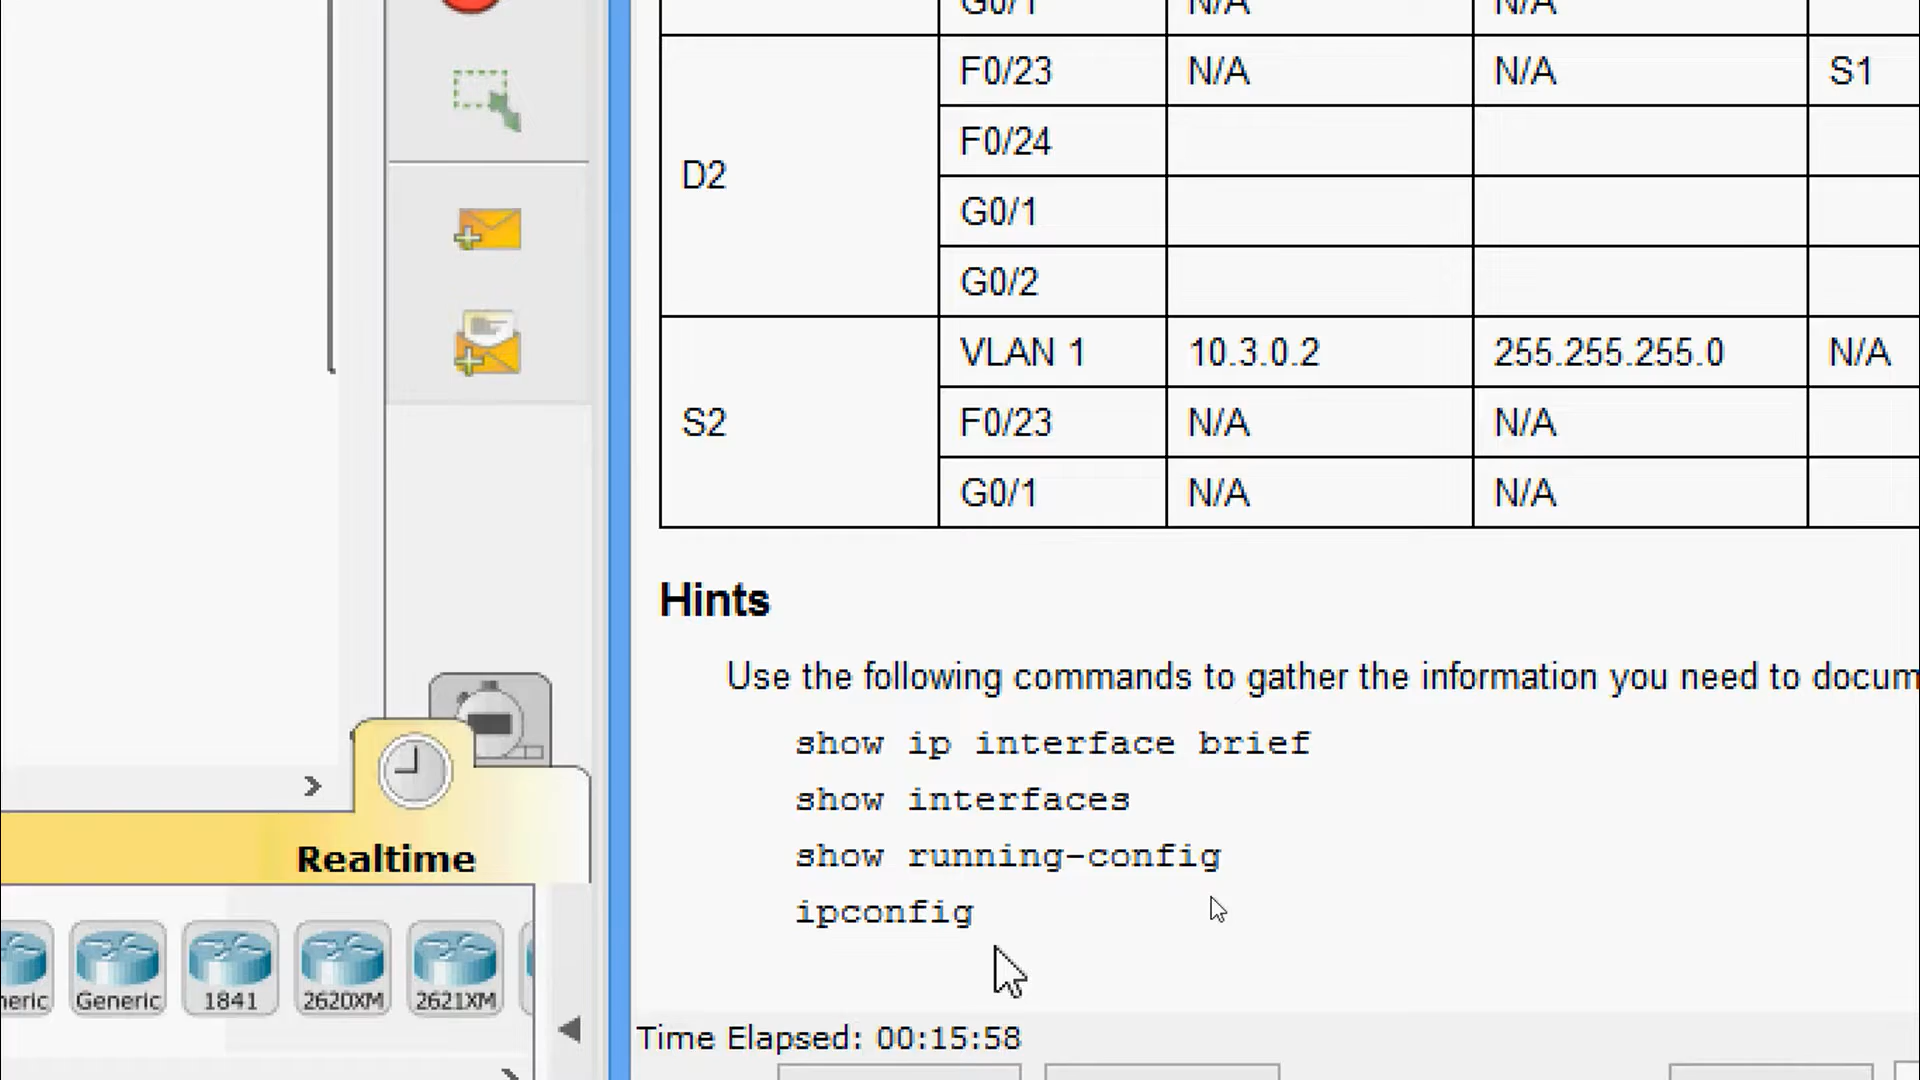 G0/1 N/A N/A
D2
F0/23 N/A N/A S1
F0/24
G0/1
G0/2
S2
VLAN 1 10.3.0.2 255.255.255.0 N/A
F0/23 N/A N/A
G0/1 N/A N/A
Hints
Use the following commands to gather the information you need to docum
show ip interface brief
show interfaces
show running-config
ipconfig
Realtime
neric Generic 1841 2620XM 2621XM
Time Elapsed: 00:15:58